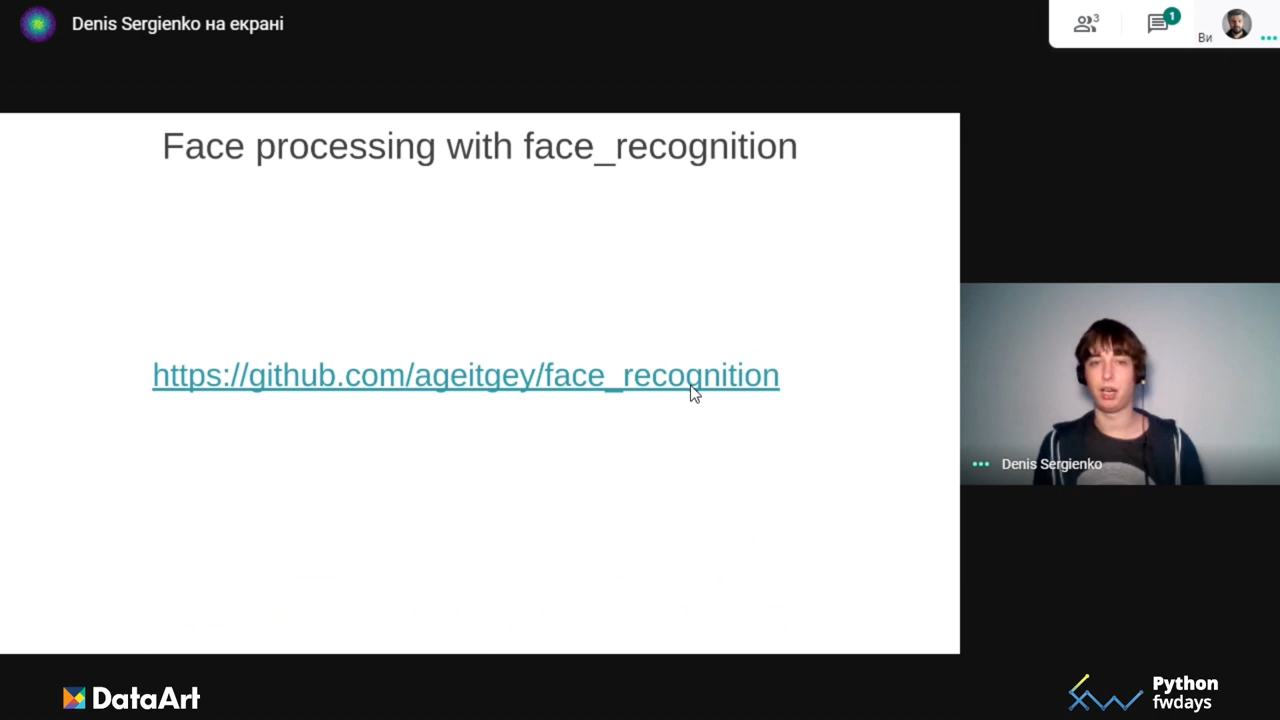 Denis Sergienko на екрані
3
1
Ви
Face processing with face_recognition
https://github.com/ageitgey/face_recognition
Denis Sergienko
DataArt
Python
fwdays